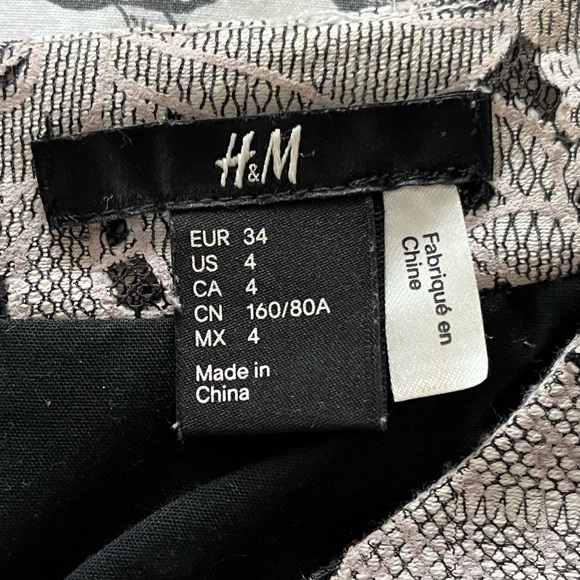 H&M
EUR 34
US 4
CA 4
CN 160/80A
MX 4
Made in
China
Fabriqué en
Chine